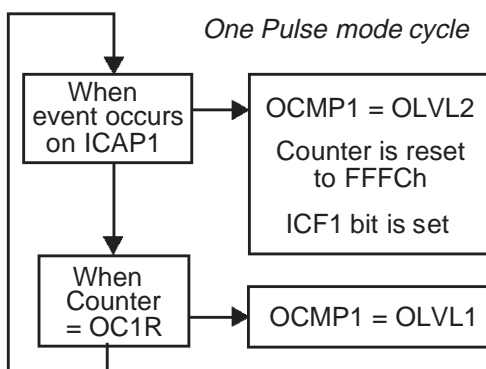 One Pulse mode cycle
When
event occurs
on ICAP1
OCMP1 = OLVL2
Counter is reset
to FFFCh
ICF1 bit is set
When
Counter
= OC1R
OCMP1 = OLVL1